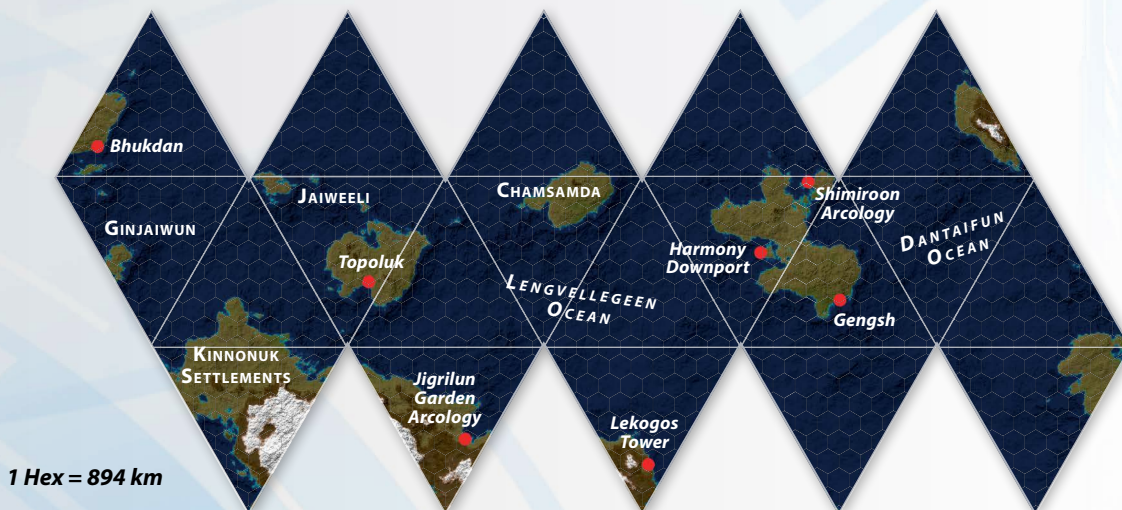 Bhukdan
JAIWEELI
CHAMSAMDA
Shimiroon
Arcology
GINJAIWUN
DANTAIFUN
OCEAN
Harmony
Downport
Topoluk
LENGVELLEGEEN
OCEAN
Gengsh
KINNONUK
SETTLEMENTS
Jigrilun
Garden
Arcology
Lekogos
Tower
1 Hex = 894 km